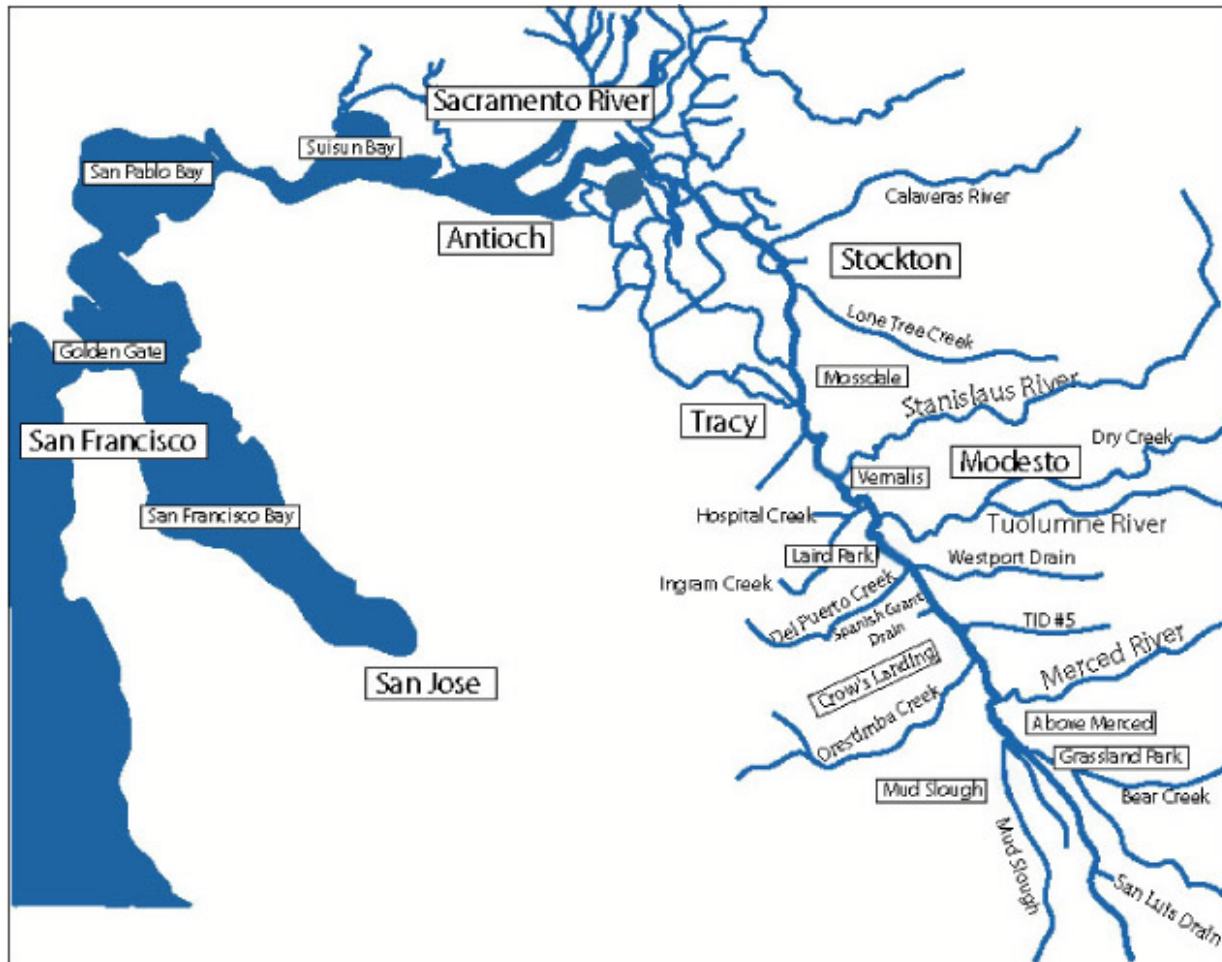 Sacramento River
Suisun Bay
San Pablo Bay
Calaveras River
Antioch
Stockton
Lone Tree Creek
Golden Gate
Mossdale
Stanislaus River
Tracy
San Francisco
Dry Creek
Modesto
Vernalis
San Francisco Bay
Hospital Creek
Tuolumne River
Laird Park
Westport Drain
Ingram Creek
Del Puerto Creek
Spanish Grant
Drain
TID #5
Merced River
Crow's Landing
San Jose
Orestimba Creek
Above Merced
Grassland Park
Mud Slough
Bear Creek
Mud Slough
San Luis Drain